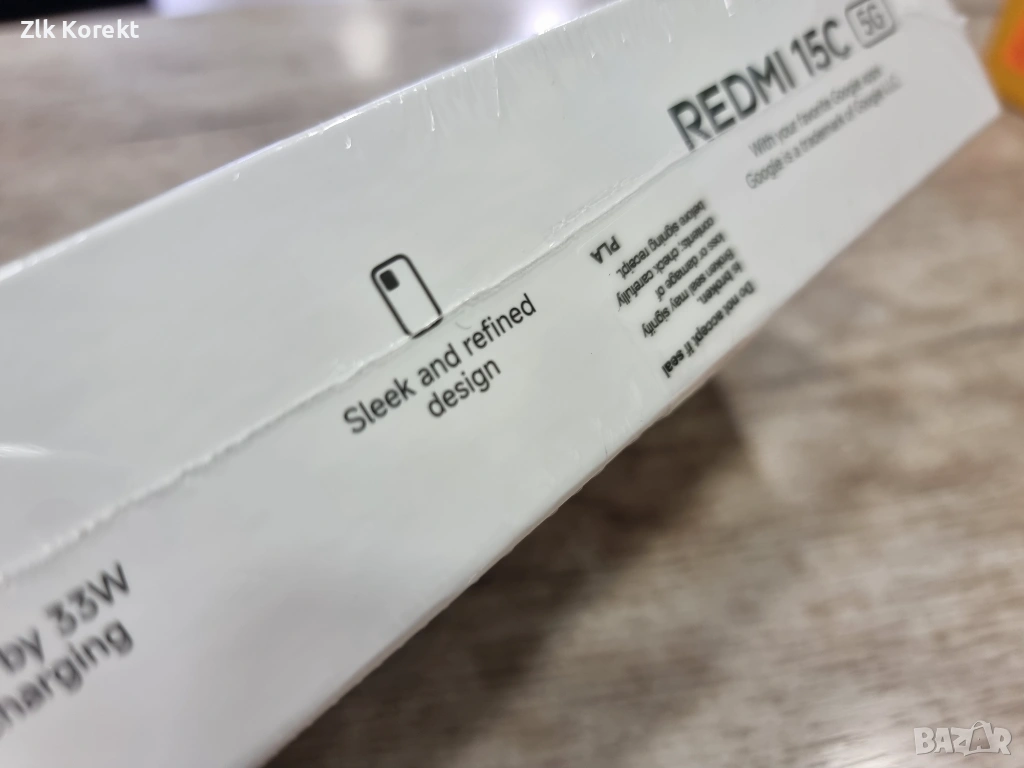 Zlk Korekt
REDMI 15C 5G
With your favorite Google apps
Google is a trademark of Google LLC.
Do not accept if seal
is broken.
Broken seal may signify
loss or damage of
contents; check carefully
before signing receipt.
PLA
Sleek and refined
design
by 33W
charging
BAZAR